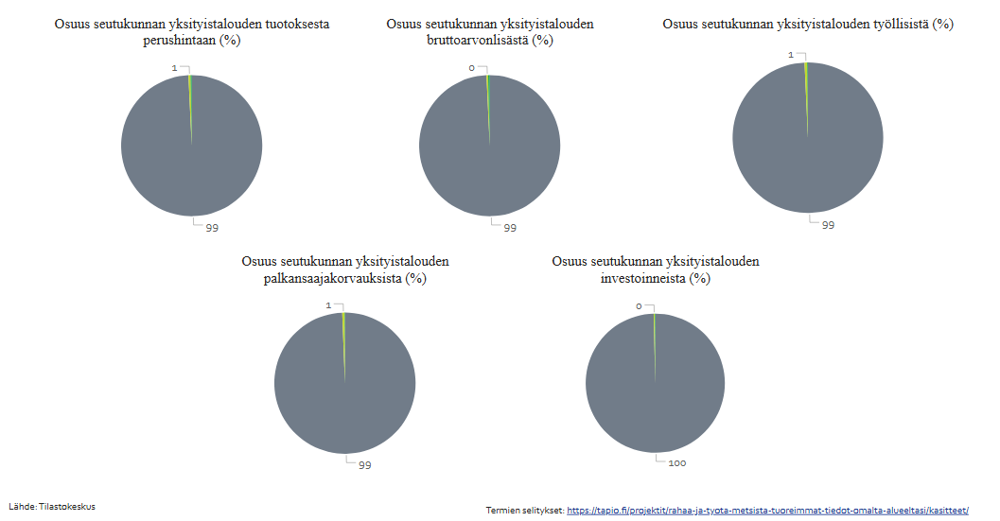 Osuus seutukunnan yksityistalouden tuotoksesta
perushintaan (%)
1
99
Osuus seutukunnan yksityistalouden
bruttoarvonlisästä (%)
0
99
Osuus seutukunnan yksityistalouden työllisistä (%)
1
99
Osuus seutukunnan yksityistalouden
palkansaajakorvauksista (%)
1
99
Osuus seutukunnan yksityistalouden
investoinneista (%)
0
100
Lähde: Tilastokeskus
Termien selitykset: https://tapio.fi/projektit/rahaa-ja-tyota-metsista-tuoreimmat-tiedot-omalta-alueeltasi/kasitteet/